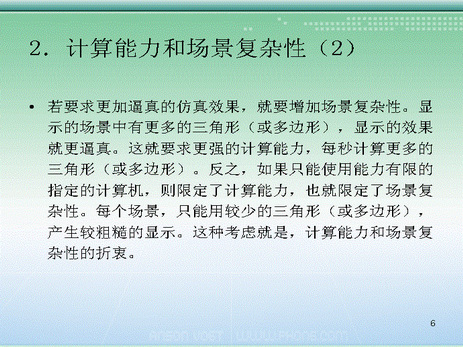 2．计算能力和场景复杂性（2）
• 若要求更加逼真的仿真效果，就要增加场景复杂性。显
示的场景中有更多的三角形（或多边形），显示的效果
就更逼真。这就要求更强的计算能力，每秒计算更多的
三角形（或多边形）。反之，如果只能使用能力有限的
指定的计算机，则限定了计算能力，也就限定了场景复
杂性。每个场景，只能用较少的三角形（或多边形），
产生较粗糙的显示。这种考虑就是，计算能力和场景复
杂性的折衷。
6